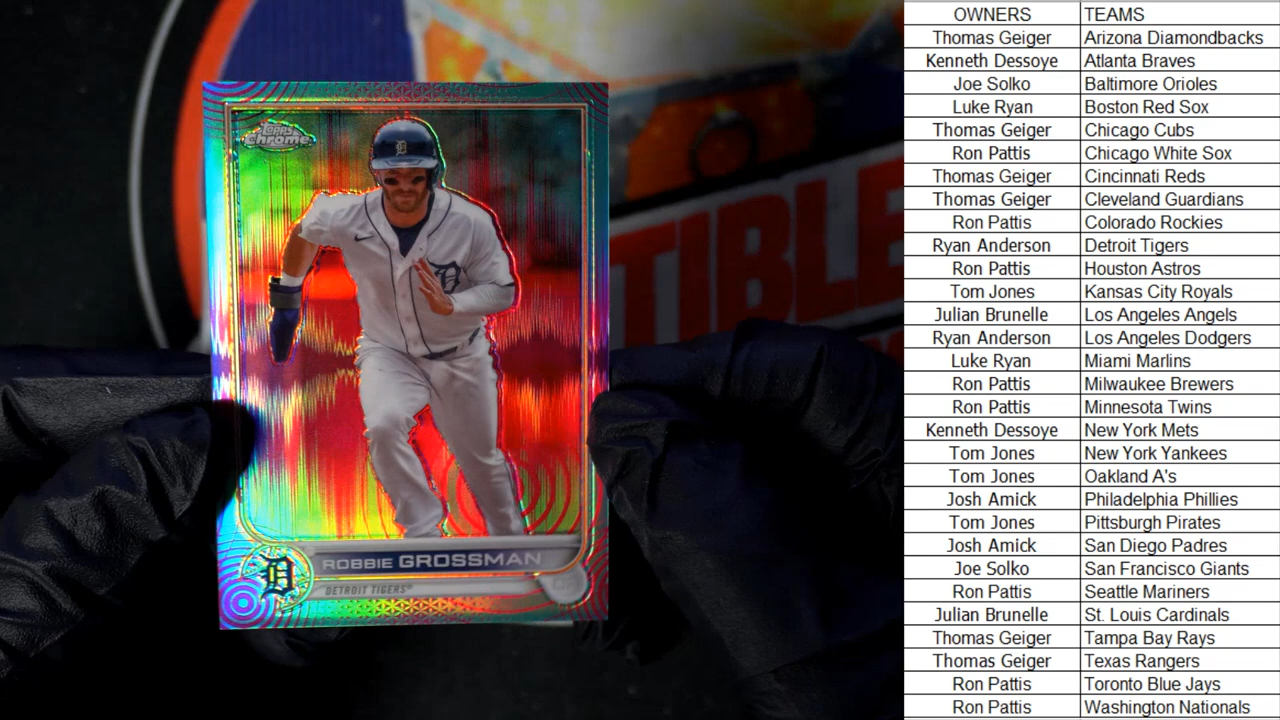 Topps
Chrome
D
D
TIBLE
ROBBIE GROSSMAN
D
DETROIT TIGERS
OWNERS TEAMS
Thomas Geiger Arizona Diamondbacks
Kenneth Dessoye Atlanta Braves
Joe Solko Baltimore Orioles
Luke Ryan Boston Red Sox
Thomas Geiger Chicago Cubs
Ron Pattis Chicago White Sox
Thomas Geiger Cincinnati Reds
Thomas Geiger Cleveland Guardians
Ron Pattis Colorado Rockies
Ryan Anderson Detroit Tigers
Ron Pattis Houston Astros
Tom Jones Kansas City Royals
Julian Brunelle Los Angeles Angels
Ryan Anderson Los Angeles Dodgers
Luke Ryan Miami Marlins
Ron Pattis Milwaukee Brewers
Ron Pattis Minnesota Twins
Kenneth Dessoye New York Mets
Tom Jones New York Yankees
Tom Jones Oakland A's
Josh Amick Philadelphia Phillies
Tom Jones Pittsburgh Pirates
Josh Amick San Diego Padres
Joe Solko San Francisco Giants
Ron Pattis Seattle Mariners
Julian Brunelle St. Louis Cardinals
Thomas Geiger Tampa Bay Rays
Thomas Geiger Texas Rangers
Ron Pattis Toronto Blue Jays
Ron Pattis Washington Nationals